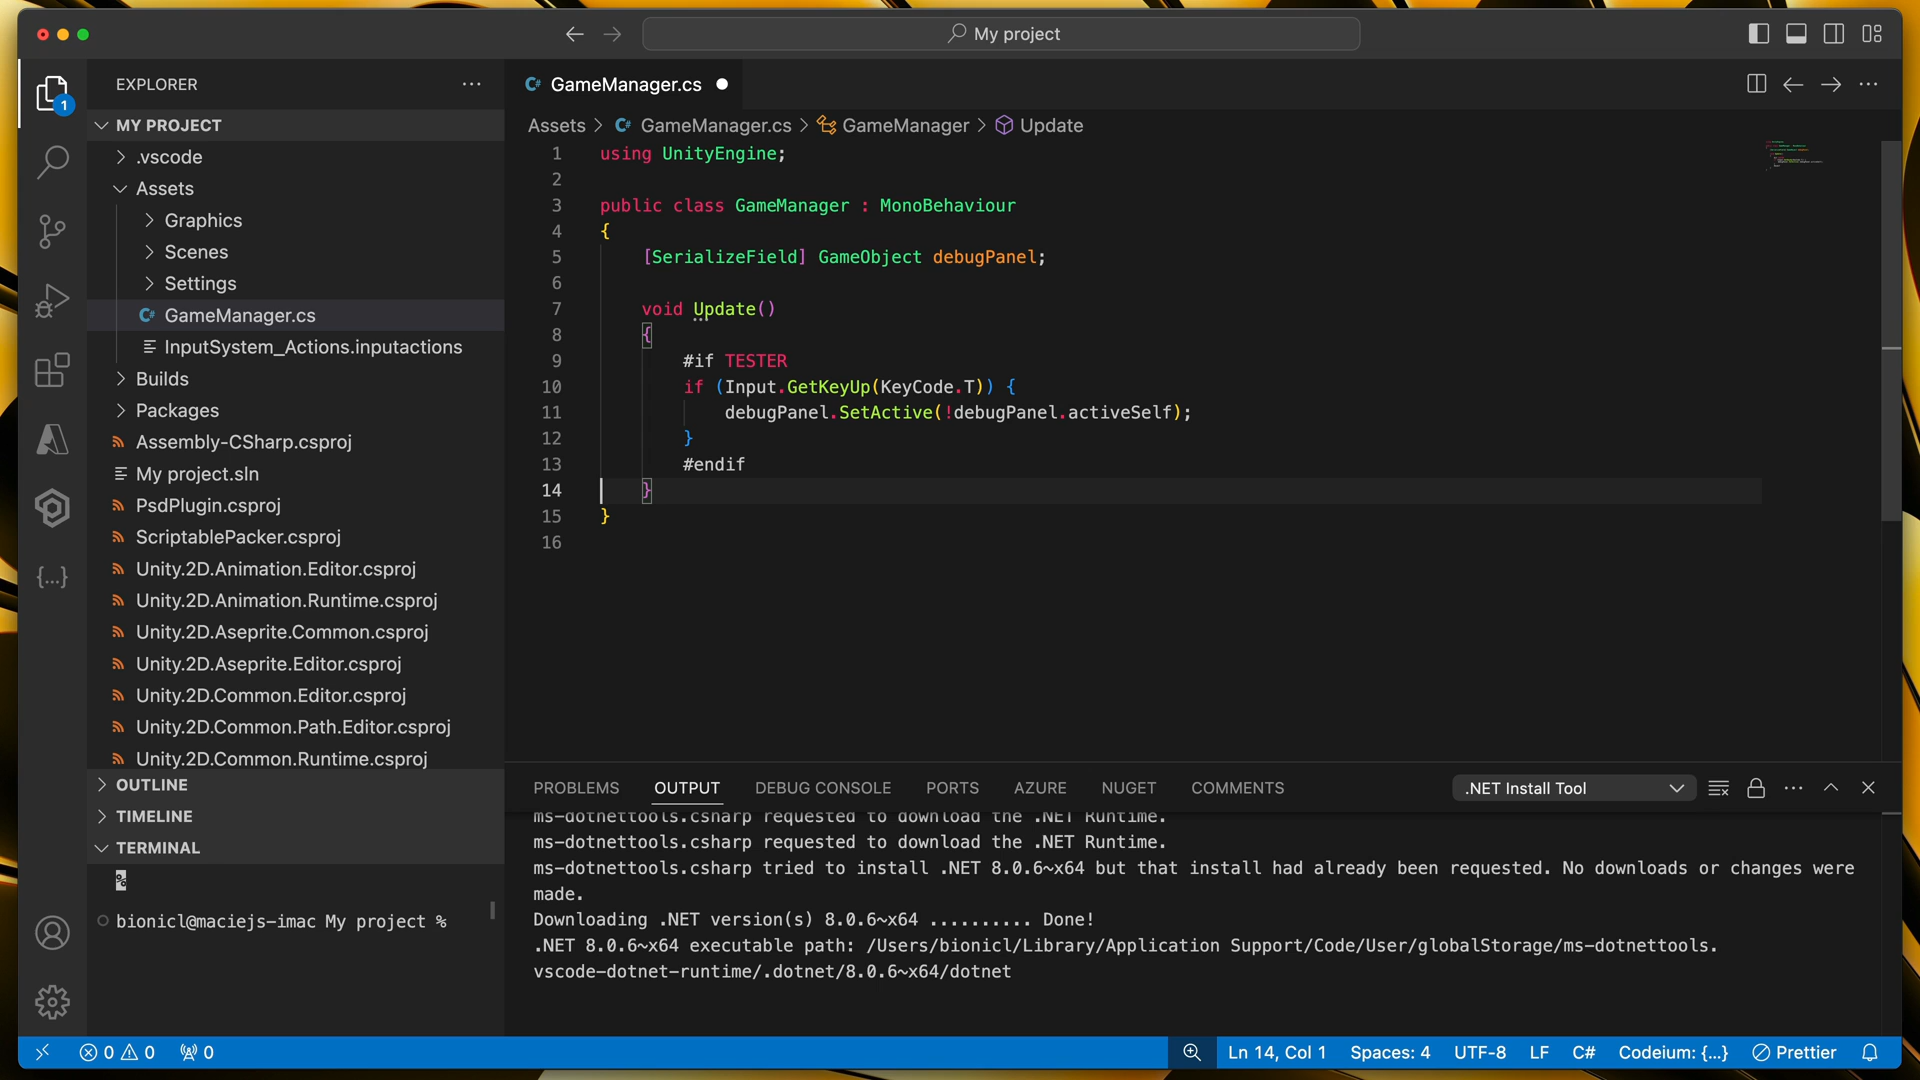 My project
EXPLORER
MY PROJECT
.vscode
Assets
Graphics
Scenes
Settings
C# GameManager.cs
InputSystem_Actions.inputactions
Builds
Packages
Assembly-CSharp.csproj
My project.sln
PsdPlugin.csproj
ScriptablePacker.csproj
Unity.2D.Animation.Editor.csproj
Unity.2D.Animation.Runtime.csproj
Unity.2D.Aseprite.Common.csproj
Unity.2D.Aseprite.Editor.csproj
Unity.2D.Common.Editor.csproj
Unity.2D.Common.Path.Editor.csproj
Unity.2D.Common.Runtime.csproj
OUTLINE
TIMELINE
TERMINAL
%
bionicl@maciejs-imac My project %
1
{...}
C# GameManager.cs
Assets > C# GameManager.cs > GameManager > Update
1 using UnityEngine;
2
3 public class GameManager : MonoBehaviour
4 {
5 [SerializeField] GameObject debugPanel;
6
7 void Update()
8 {
9 #if TESTER
10 if (Input.GetKeyUp(KeyCode.T)) {
11 debugPanel.SetActive(!debugPanel.activeSelf);
12 }
13 #endif
14 }
15 }
16
PROBLEMS OUTPUT DEBUG CONSOLE PORTS AZURE NUGET COMMENTS .NET Install Tool
ms-dotnettools.csharp requested to download the .NET Runtime.
ms-dotnettools.csharp requested to download the .NET Runtime.
ms-dotnettools.csharp tried to install .NET 8.0.6~x64 but that install had already been requested. No downloads or changes were
made.
Downloading .NET version(s) 8.0.6~x64 .......... Done!
.NET 8.0.6~x64 executable path: /Users/bionicl/Library/Application Support/Code/User/globalStorage/ms-dotnettools.
vscode-dotnet-runtime/.dotnet/8.0.6~x64/dotnet
0 0 0 Ln 14, Col 1 Spaces: 4 UTF-8 LF C# Codeium: {...} Prettier